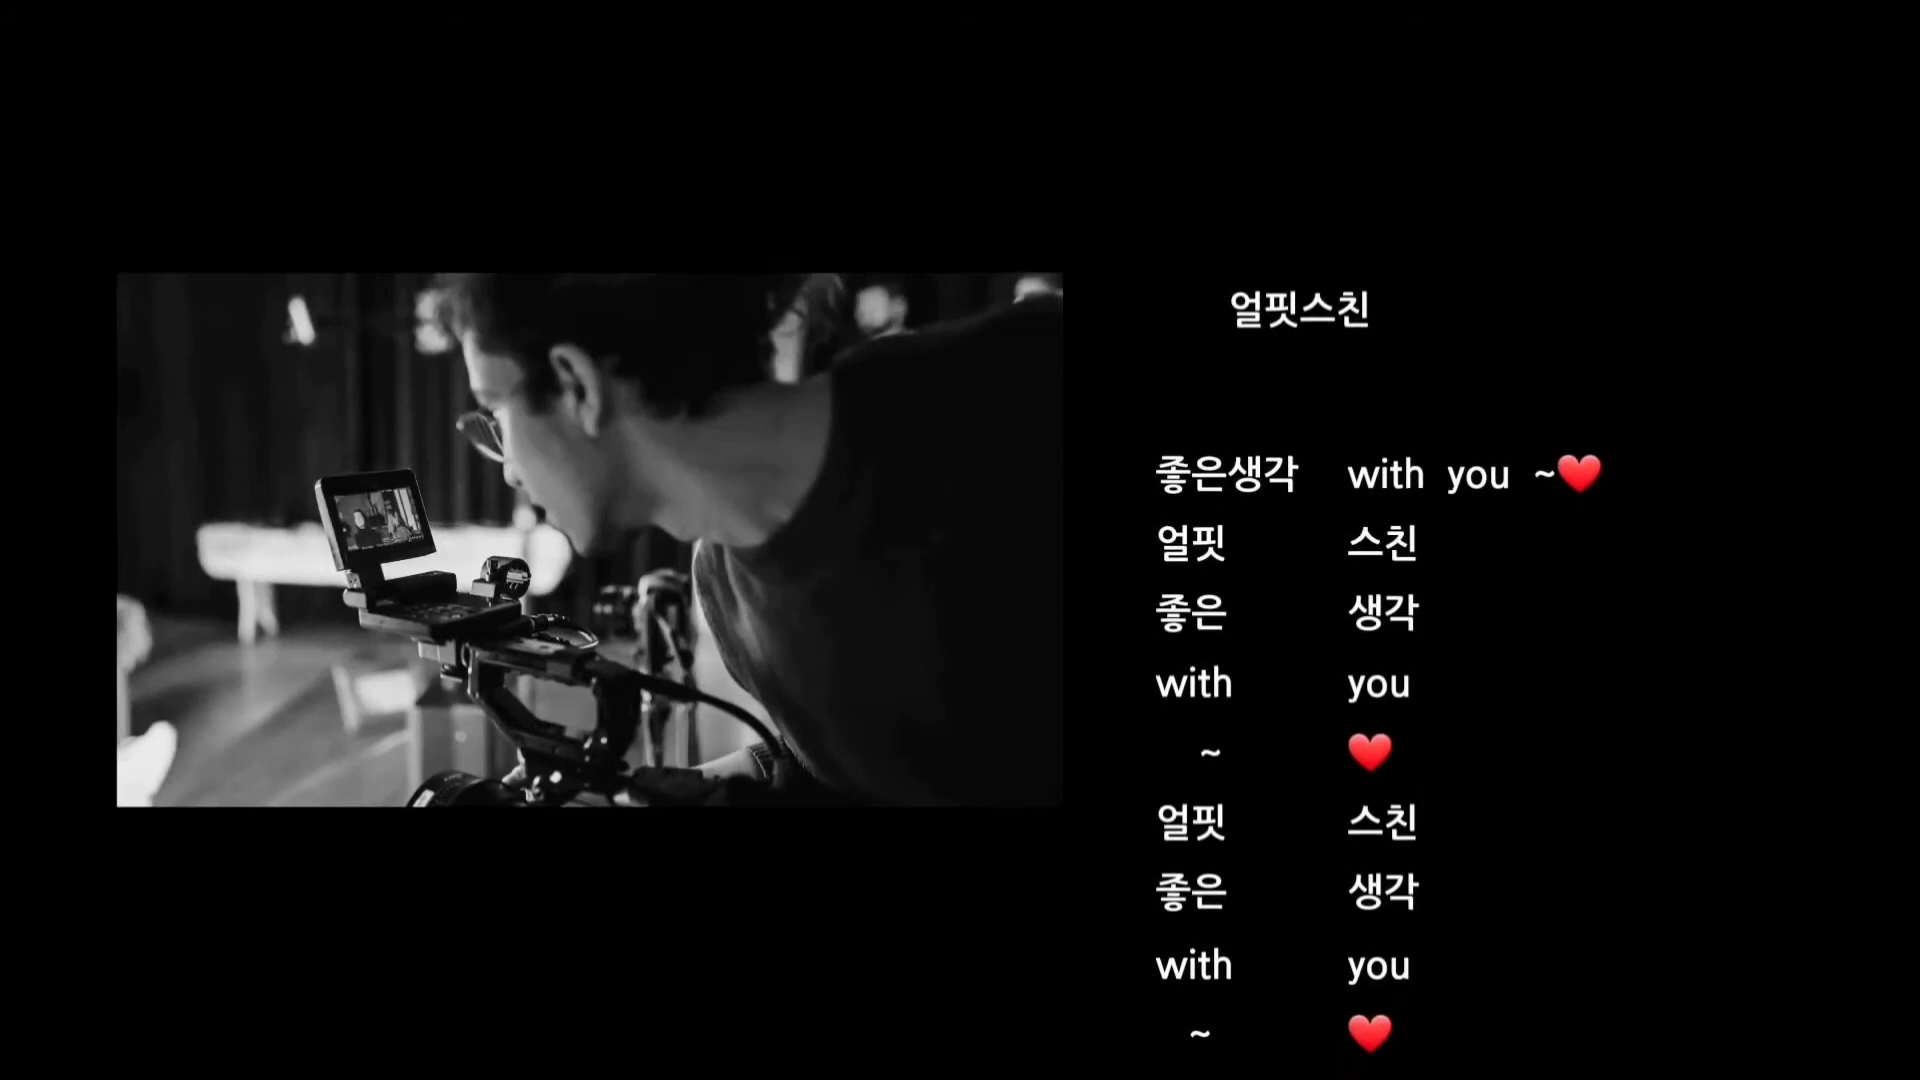 얼핏스친
좋은생각 with you ~❤️
얼핏 스친
좋은 생각
with you
~ ❤️
얼핏 스친
좋은 생각
with you
~ ❤️